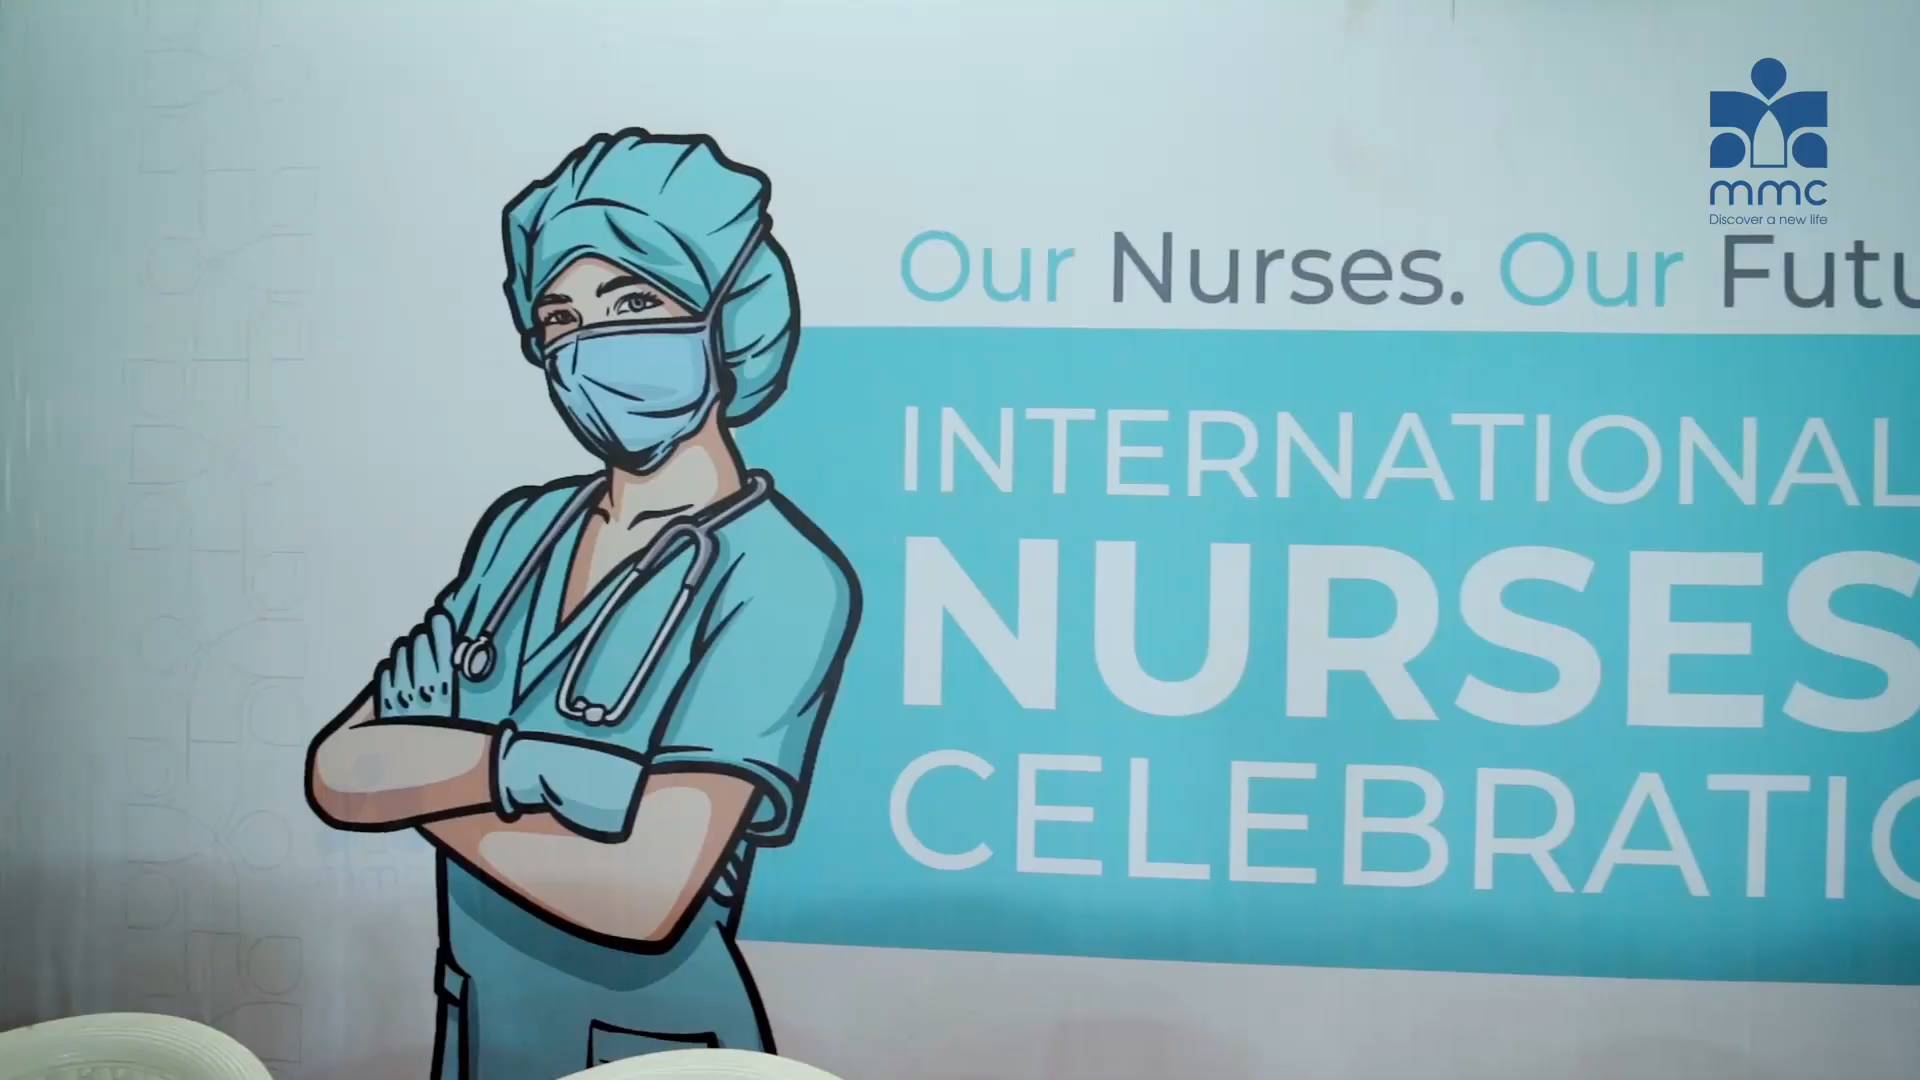 mmc
Discover a new life
Our Nurses. Our Futu
INTERNATIONAL
NURSES
CELEBRATIO